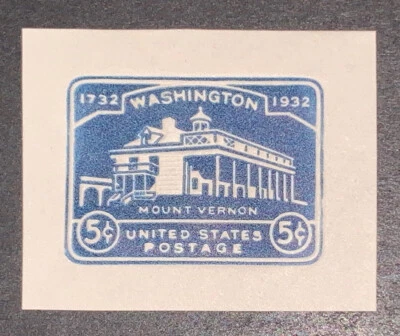 1732 WASHINGTON 1932
MOUNT VERNON
5¢ UNITED STATES 5¢
POSTAGE